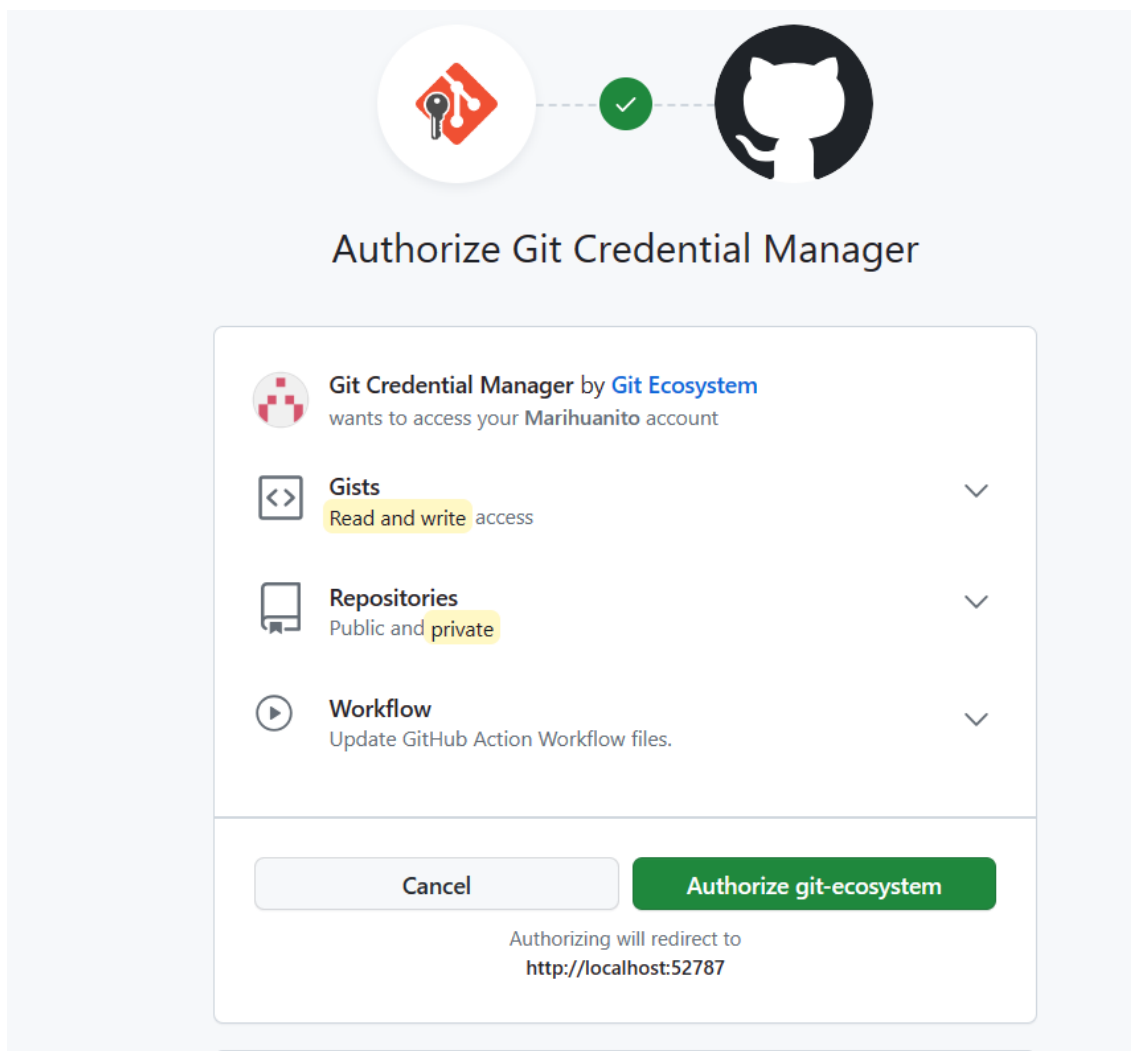 Authorize Git Credential Manager
Git Credential Manager by Git Ecosystem
wants to access your Marihuanito account
Gists
Read and write access
Repositories
Public and private
Workflow
Update GitHub Action Workflow files.
Cancel
Authorize git-ecosystem
Authorizing will redirect to
http://localhost:52787